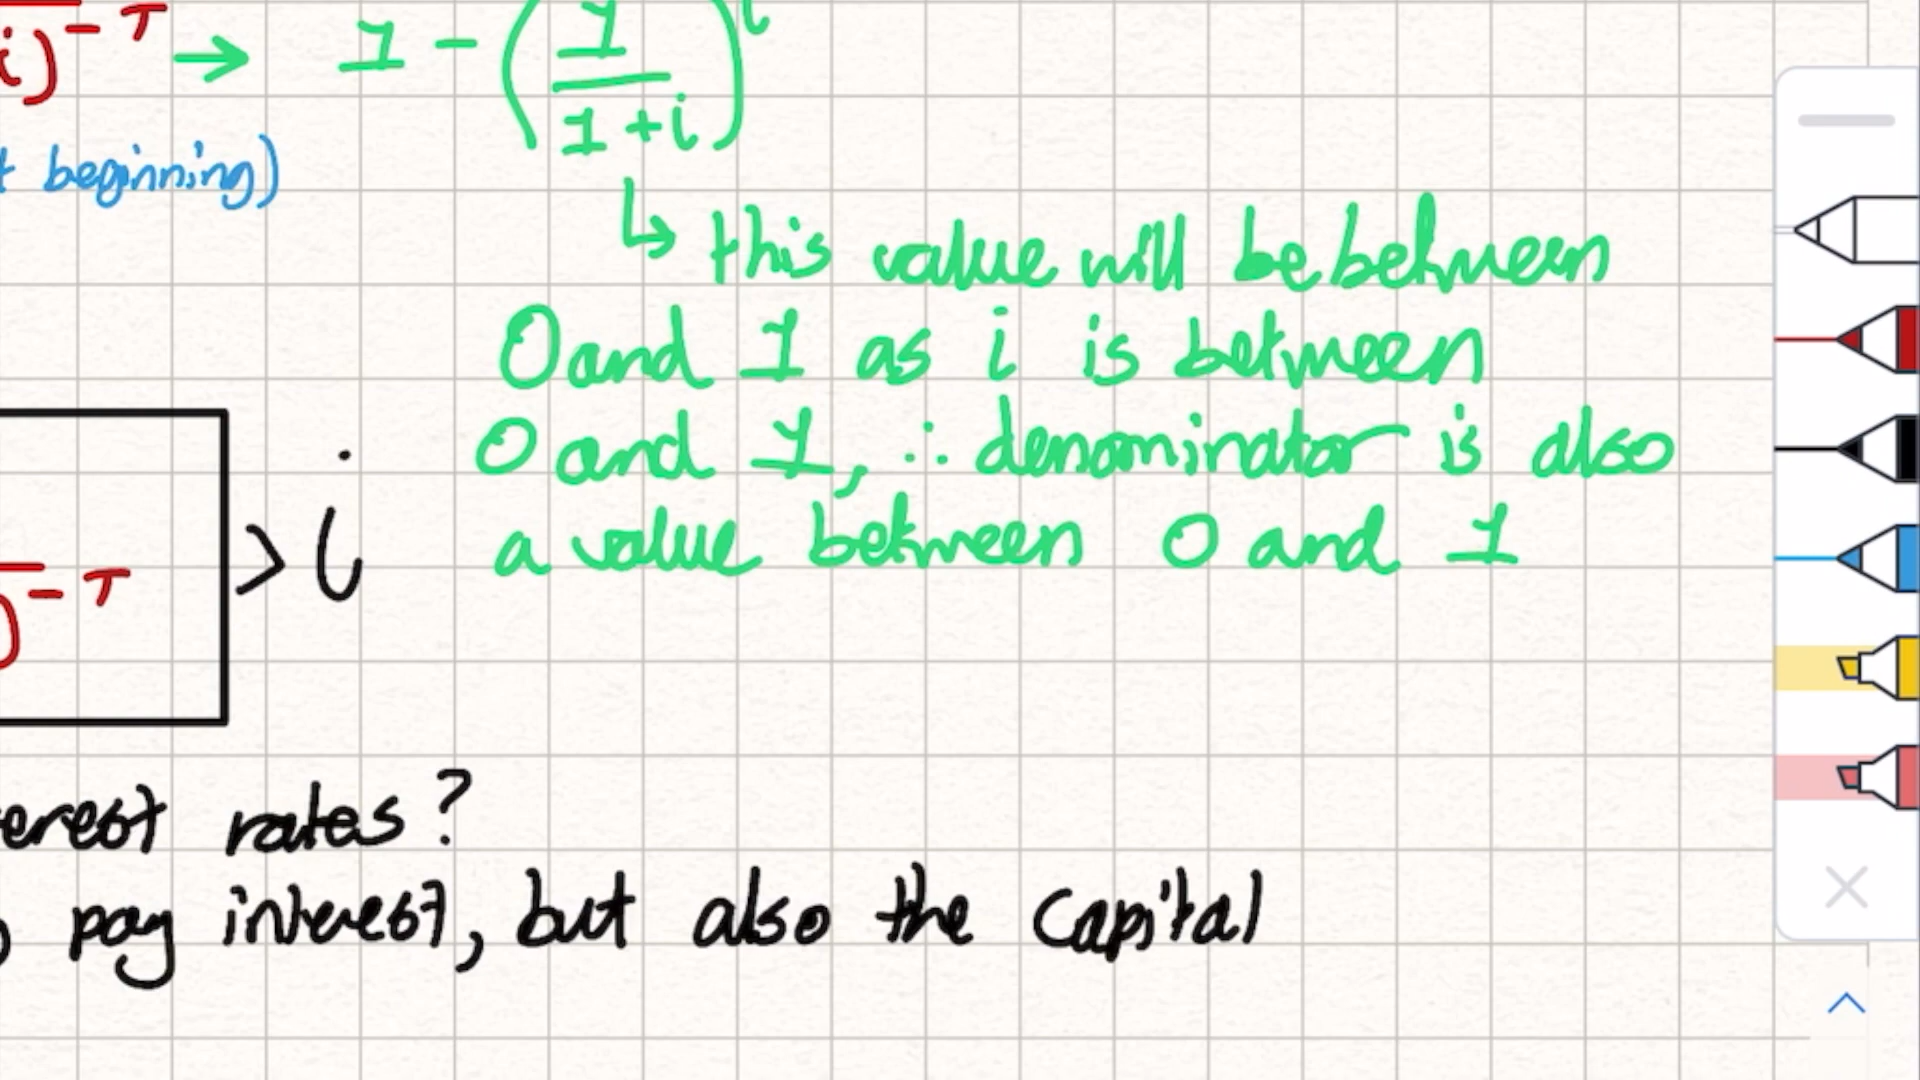 i)^-T → 1 - (1/1+i)
beginning)
↳ this value will be between
0 and 1 as i is between
0 and 1, ∴ denominator is also
a value between 0 and 1
> i
)^-T
erest rates?
pay interest, but also the capital